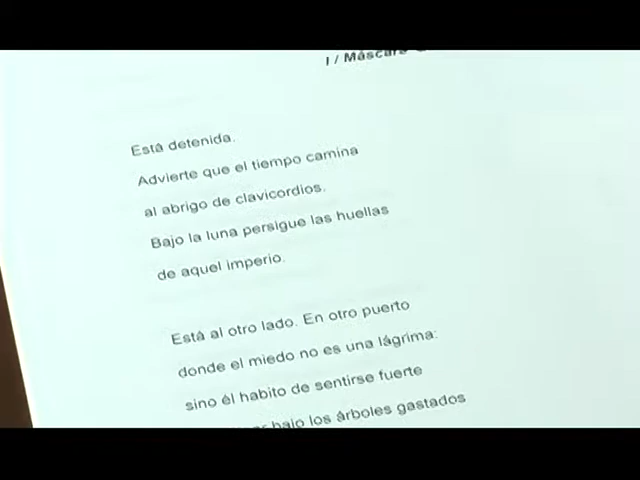 I / Máscara
Está detenida.
Advierte que el tiempo camina
al abrigo de clavicordios.
Bajo la luna persigue las huellas
de aquel imperio.
Está al otro lado. En otro puerto
donde el miedo no es una lágrima:
sino él habito de sentirse fuerte
bajo los árboles gastados